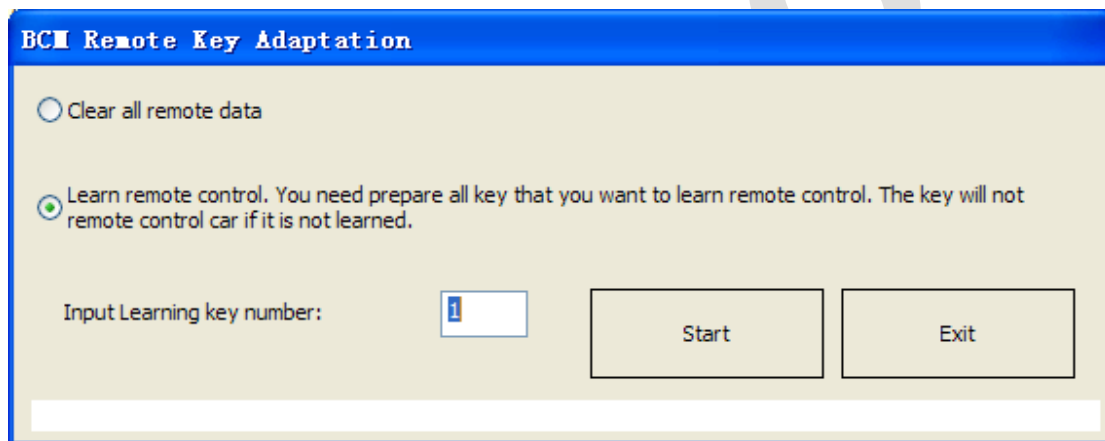 BCM Remote Key Adaptation
Clear all remote data
Learn remote control. You need prepare all key that you want to learn remote control. The key will not
remote control car if it is not learned.
Input Learning key number:
1
Start
Exit